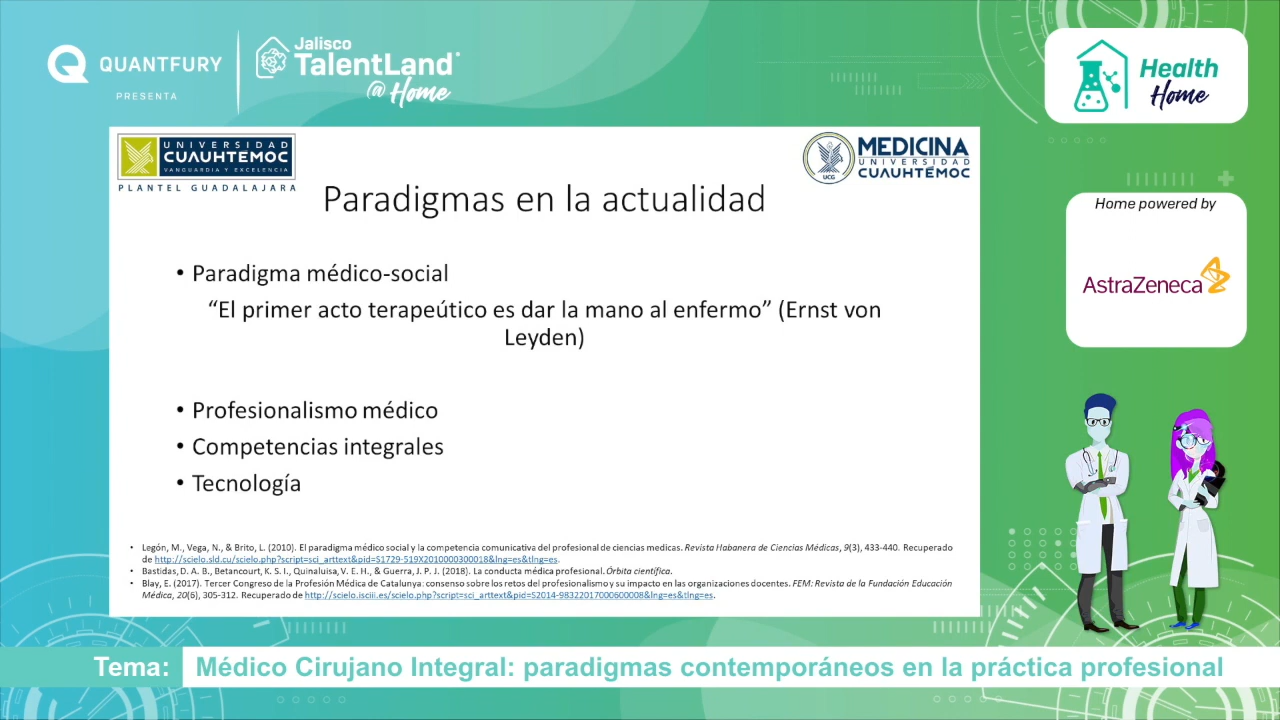 QUANTFURY
PRESENTA
Jalisco
TalentLand
@ Home
Health
Home
Home powered by
AstraZeneca
UNIVERSIDAD
CUAUHTEMOC
VANGUARDIA Y EXCELENCIA
PLANTEL GUADALAJARA
UCG
MEDICINA
UNIVERSIDAD
CUAUHTÉMOC
Paradigmas en la actualidad
• Paradigma médico-social
“El primer acto terapeútico es dar la mano al enfermo” (Ernst von
Leyden)
• Profesionalismo médico
• Competencias integrales
• Tecnología
• Legón, M., Vega, N., & Brito, L. (2010). El paradigma médico social y la competencia comunicativa del profesional de ciencias medicas. Revista Habanera de Ciencias Médicas, 9(3), 433-440. Recuperado
de http://scielo.sld.cu/scielo.php?script=sci_arttext&pid=S1729-519X2010000300018&lng=es&tlng=es.
• Bastidas, D. A. B., Betancourt, K. S. I., Quinaluisa, V. E. H., & Guerra, J. P. J. (2018). La conducta médica profesional. Órbita científica.
• Blay, E. (2017). Tercer Congreso de la Profesión Médica de Catalunya: consenso sobre los retos del profesionalismo y su impacto en las organizaciones docentes. FEM: Revista de la Fundación Educación
Médica, 20(6), 305-312. Recuperado de http://scielo.isciii.es/scielo.php?script=sci_arttext&pid=S2014-98322017000600008&lng=es&tlng=es.
Tema: Médico Cirujano Integral: paradigmas contemporáneos en la práctica profesional